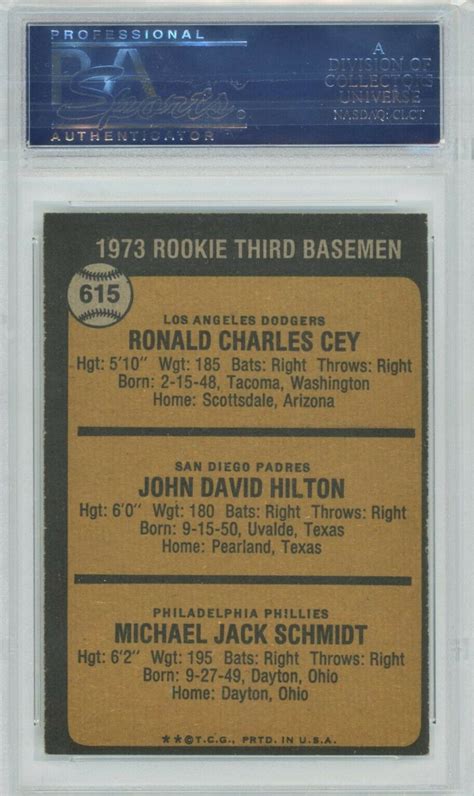 PROFESSIONAL
PSA
Sports
AUTHENTICATOR
A
DIVISION OF
COLLECTORS
UNIVERSE
NASDAQ: CLCT
1973 ROOKIE THIRD BASEMEN
615
LOS ANGELES DODGERS
RONALD CHARLES CEY
Hgt: 5'10" Wgt: 185 Bats: Right Throws: Right
Born: 2-15-48, Tacoma, Washington
Home: Scottsdale, Arizona
SAN DIEGO PADRES
JOHN DAVID HILTON
Hgt: 6'0" Wgt: 180 Bats: Right Throws: Right
Born: 9-15-50, Uvalde, Texas
Home: Pearland, Texas
PHILADELPHIA PHILLIES
MICHAEL JACK SCHMIDT
Hgt: 6'2" Wgt: 195 Bats: Right Throws: Right
Born: 9-27-49, Dayton, Ohio
Home: Dayton, Ohio
★★©T.C.G., PRTD. IN U.S.A.